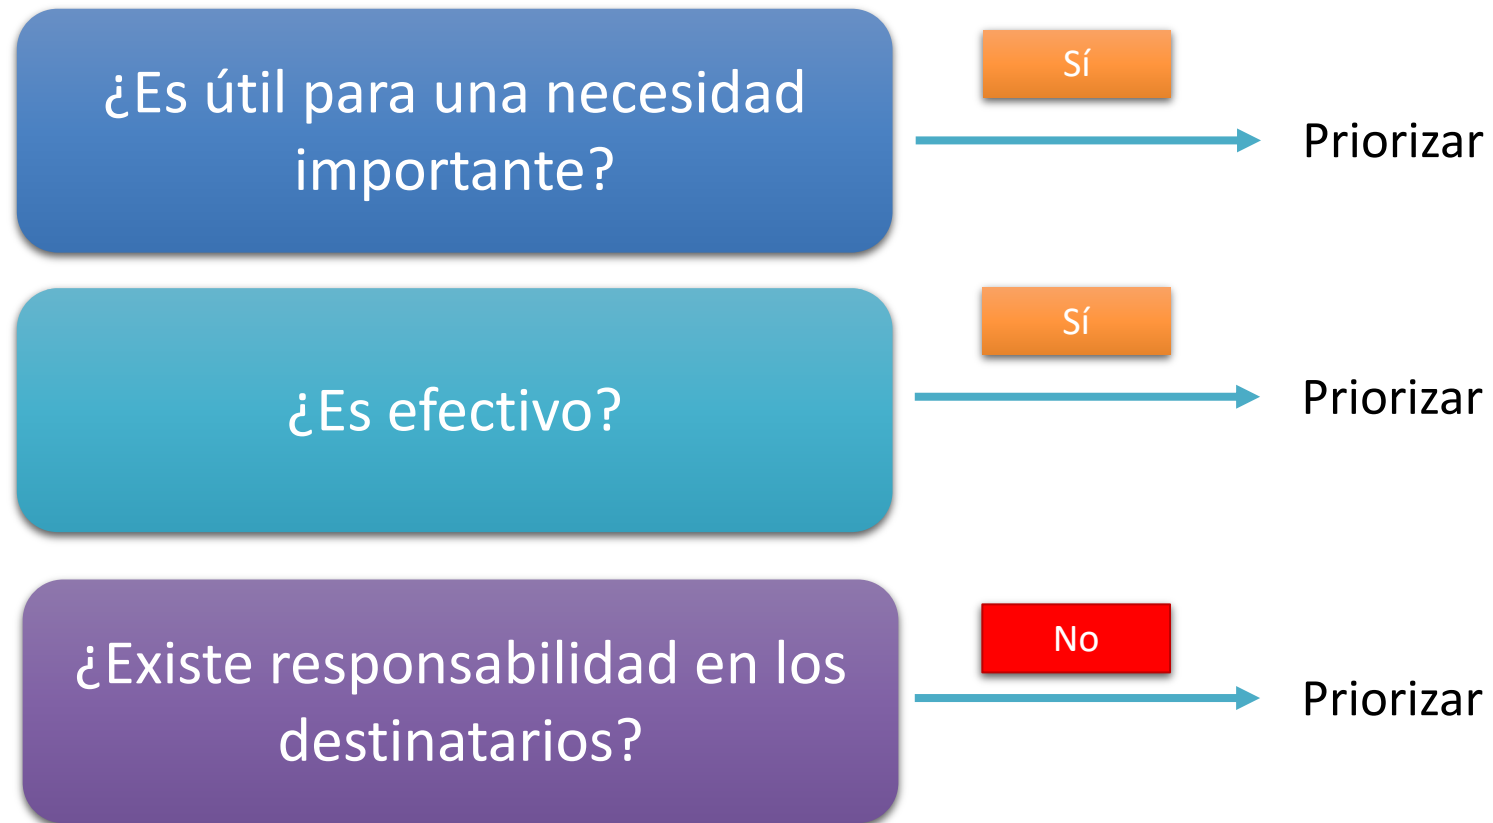 ¿Es útil para una necesidad
importante?
Sí
Priorizar
¿Es efectivo?
Sí
Priorizar
¿Existe responsabilidad en los
destinatarios?
No
Priorizar